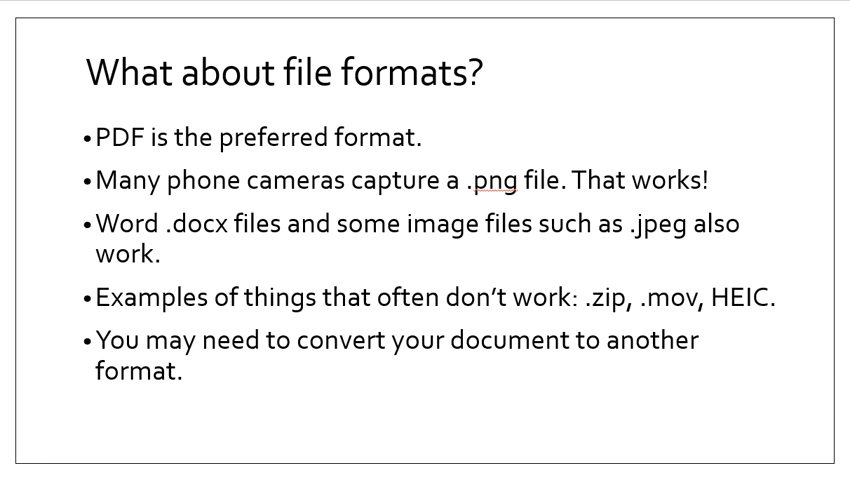 What about file formats?
•PDF is the preferred format.
•Many phone cameras capture a .png file. That works!
•Word .docx files and some image files such as .jpeg also
work.
•Examples of things that often don’t work: .zip, .mov, HEIC.
•You may need to convert your document to another
format.